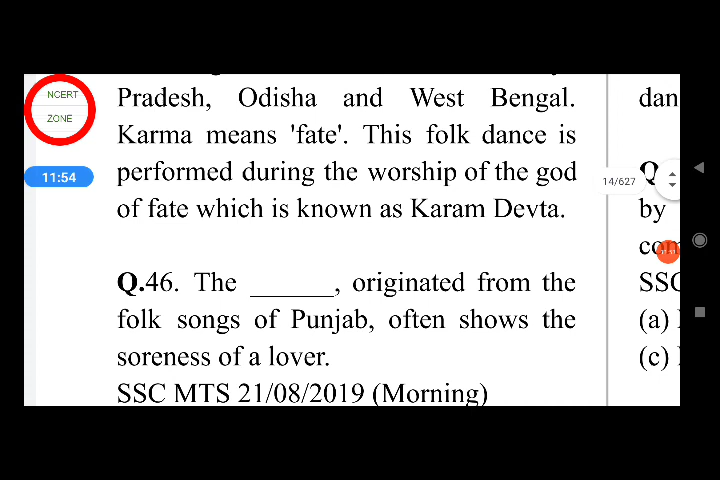 NCERT
ZONE
11:54
Pradesh, Odisha and West Bengal.
Karma means 'fate'. This folk dance is
performed during the worship of the god
of fate which is known as Karam Devta.
Q.46. The ______, originated from the
folk songs of Punjab, often shows the
soreness of a lover.
SSC MTS 21/08/2019 (Morning)
14/627
dan
Q
by
com
SSC
(a)
(c)